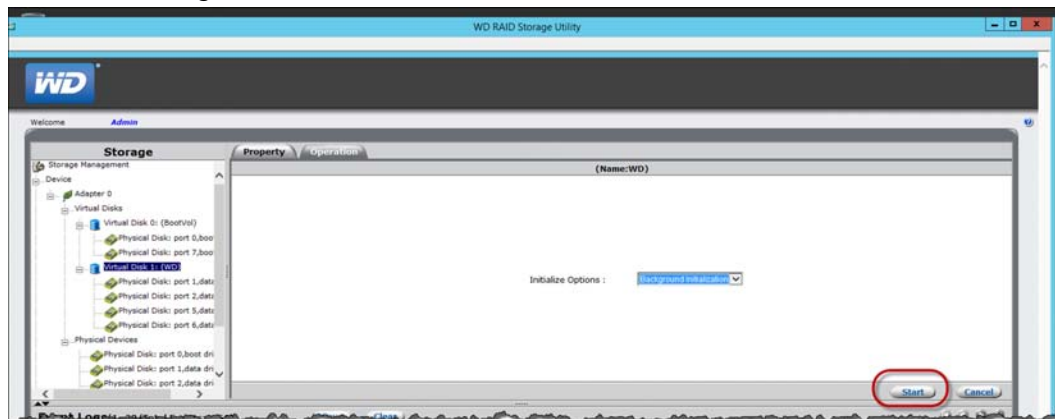 WD RAID Storage Utility
WD
Welcome Admin
Storage
Property Operation
Storage Management
(Name:WD)
Device
Adapter 0
Virtual Disks
Virtual Disk 0: (BootVol)
Physical Disk: port 0,boo
Physical Disk: port 7,boo
Virtual Disk 1: (WD)
Initialize Options : Background initialization
Physical Disk: port 1,data
Physical Disk: port 2,data
Physical Disk: port 5,data
Physical Disk: port 6,data
Physical Devices
Physical Disk: port 0,boot dri
Physical Disk: port 1,data dri
Physical Disk: port 2,data dri
Start Cancel
Clear